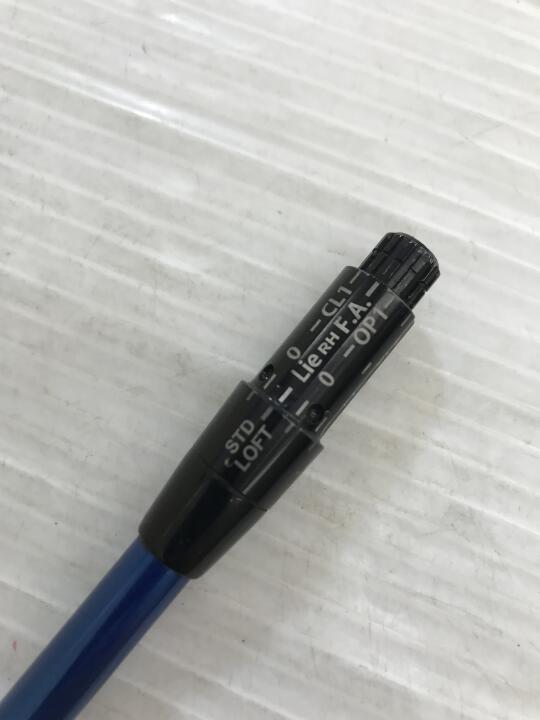 CL1
0
Lie RH F.A.
0
OP1
STD
LOFT